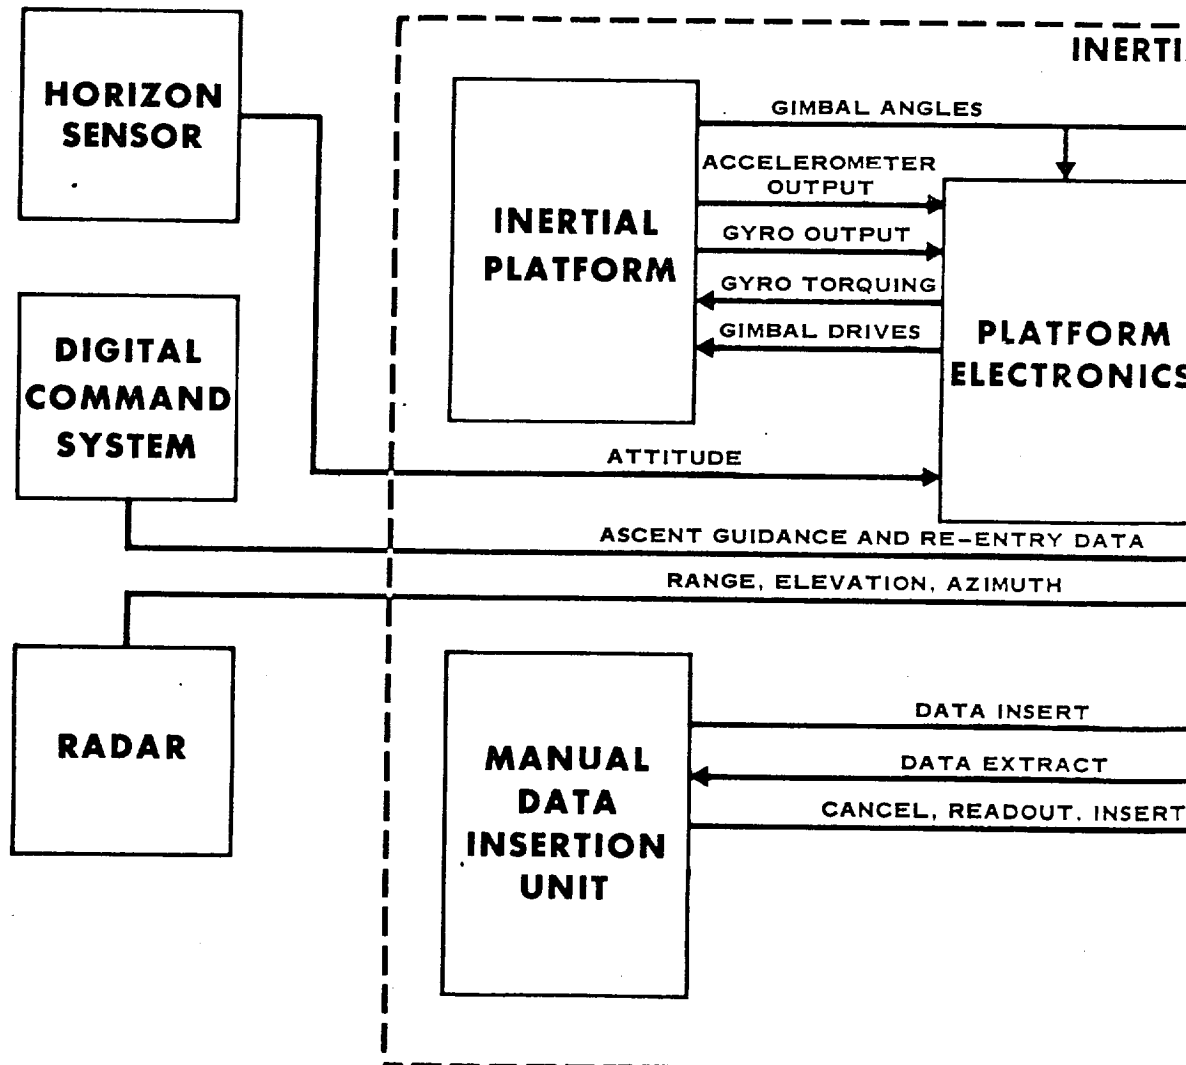 INERTI
HORIZON
SENSOR
GIMBAL ANGLES
ACCELEROMETER
OUTPUT
INERTIAL
PLATFORM
GYRO OUTPUT
GYRO TORQUING
GIMBAL DRIVES
PLATFORM
ELECTRONICS
DIGITAL
COMMAND
SYSTEM
ATTITUDE
ASCENT GUIDANCE AND RE-ENTRY DATA
RANGE, ELEVATION, AZIMUTH
RADAR
MANUAL
DATA
INSERTION
UNIT
DATA INSERT
DATA EXTRACT
CANCEL, READOUT. INSERT